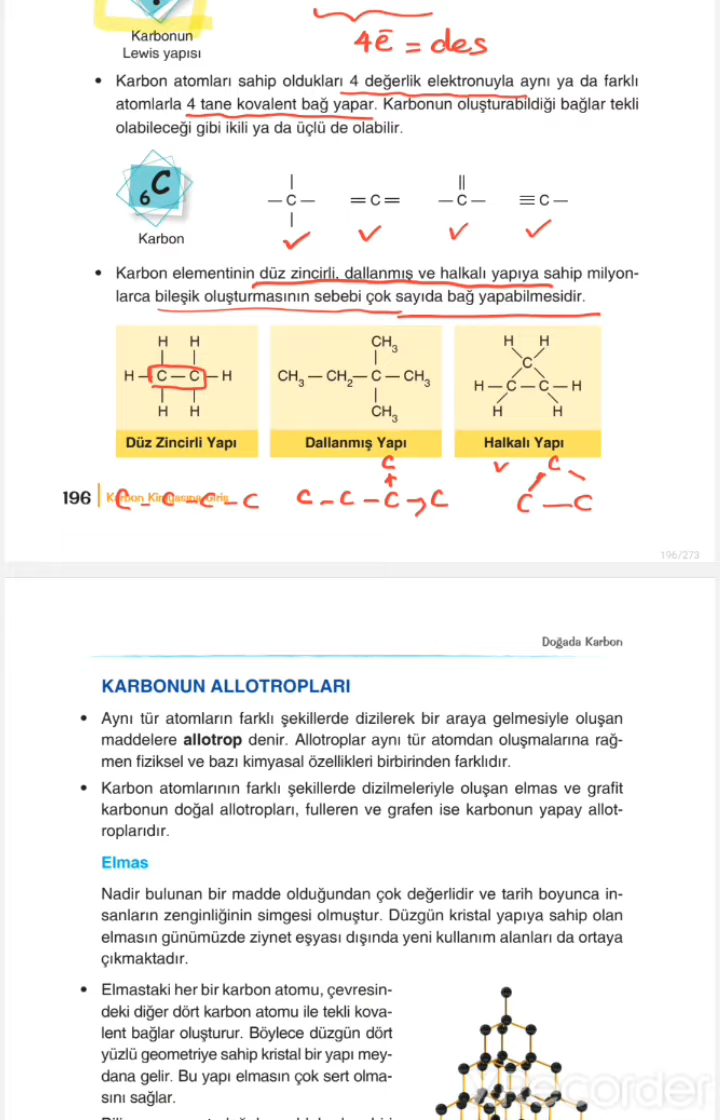 Karbonun
Lewis yapısı
4ē = des
• Karbon atomları sahip oldukları 4 değerlik elektronuyla aynı ya da farklı
atomlarla 4 tane kovalent bağ yapar. Karbonun oluşturabildiği bağlar tekli
olabileceği gibi ikili ya da üçlü de olabilir.
6C
–C–
=C=
–C–
≡C–
Karbon
• Karbon elementinin düz zincirli, dallanmış ve halkalı yapıya sahip milyon-
larca bileşik oluşturmasının sebebi çok sayıda bağ yapabilmesidir.
H H
H–C–C–H
H H
Düz Zincirli Yapı
CH3
CH3–CH2–C–CH3
CH3
Dallanmış Yapı
H H
C
H–C–C–H
H H
Halkalı Yapı
196
C–C–C–C
C
C–C–C–C
C
C–C
196/273
Doğada Karbon
KARBONUN ALLOTROPLARI
• Aynı tür atomların farklı şekillerde dizilerek bir araya gelmesiyle oluşan
maddelere allotrop denir. Allotroplar aynı tür atomdan oluşmalarına rağ-
men fiziksel ve bazı kimyasal özellikleri birbirinden farklıdır.
• Karbon atomlarının farklı şekillerde dizilmeleriyle oluşan elmas ve grafit
karbonun doğal allotropları, fulleren ve grafen ise karbonun yapay allot-
roplarıdır.
Elmas
Nadir bulunan bir madde olduğundan çok değerlidir ve tarih boyunca in-
sanların zenginliğinin simgesi olmuştur. Düzgün kristal yapıya sahip olan
elmasın günümüzde ziynet eşyası dışında yeni kullanım alanları da ortaya
çıkmaktadır.
• Elmastaki her bir karbon atomu, çevresin-
deki diğer dört karbon atomu ile tekli kova-
lent bağlar oluşturur. Böylece düzgün dört
yüzlü geometriye sahip kristal bir yapı mey-
dana gelir. Bu yapı elmasın çok sert olma-
sını sağlar.